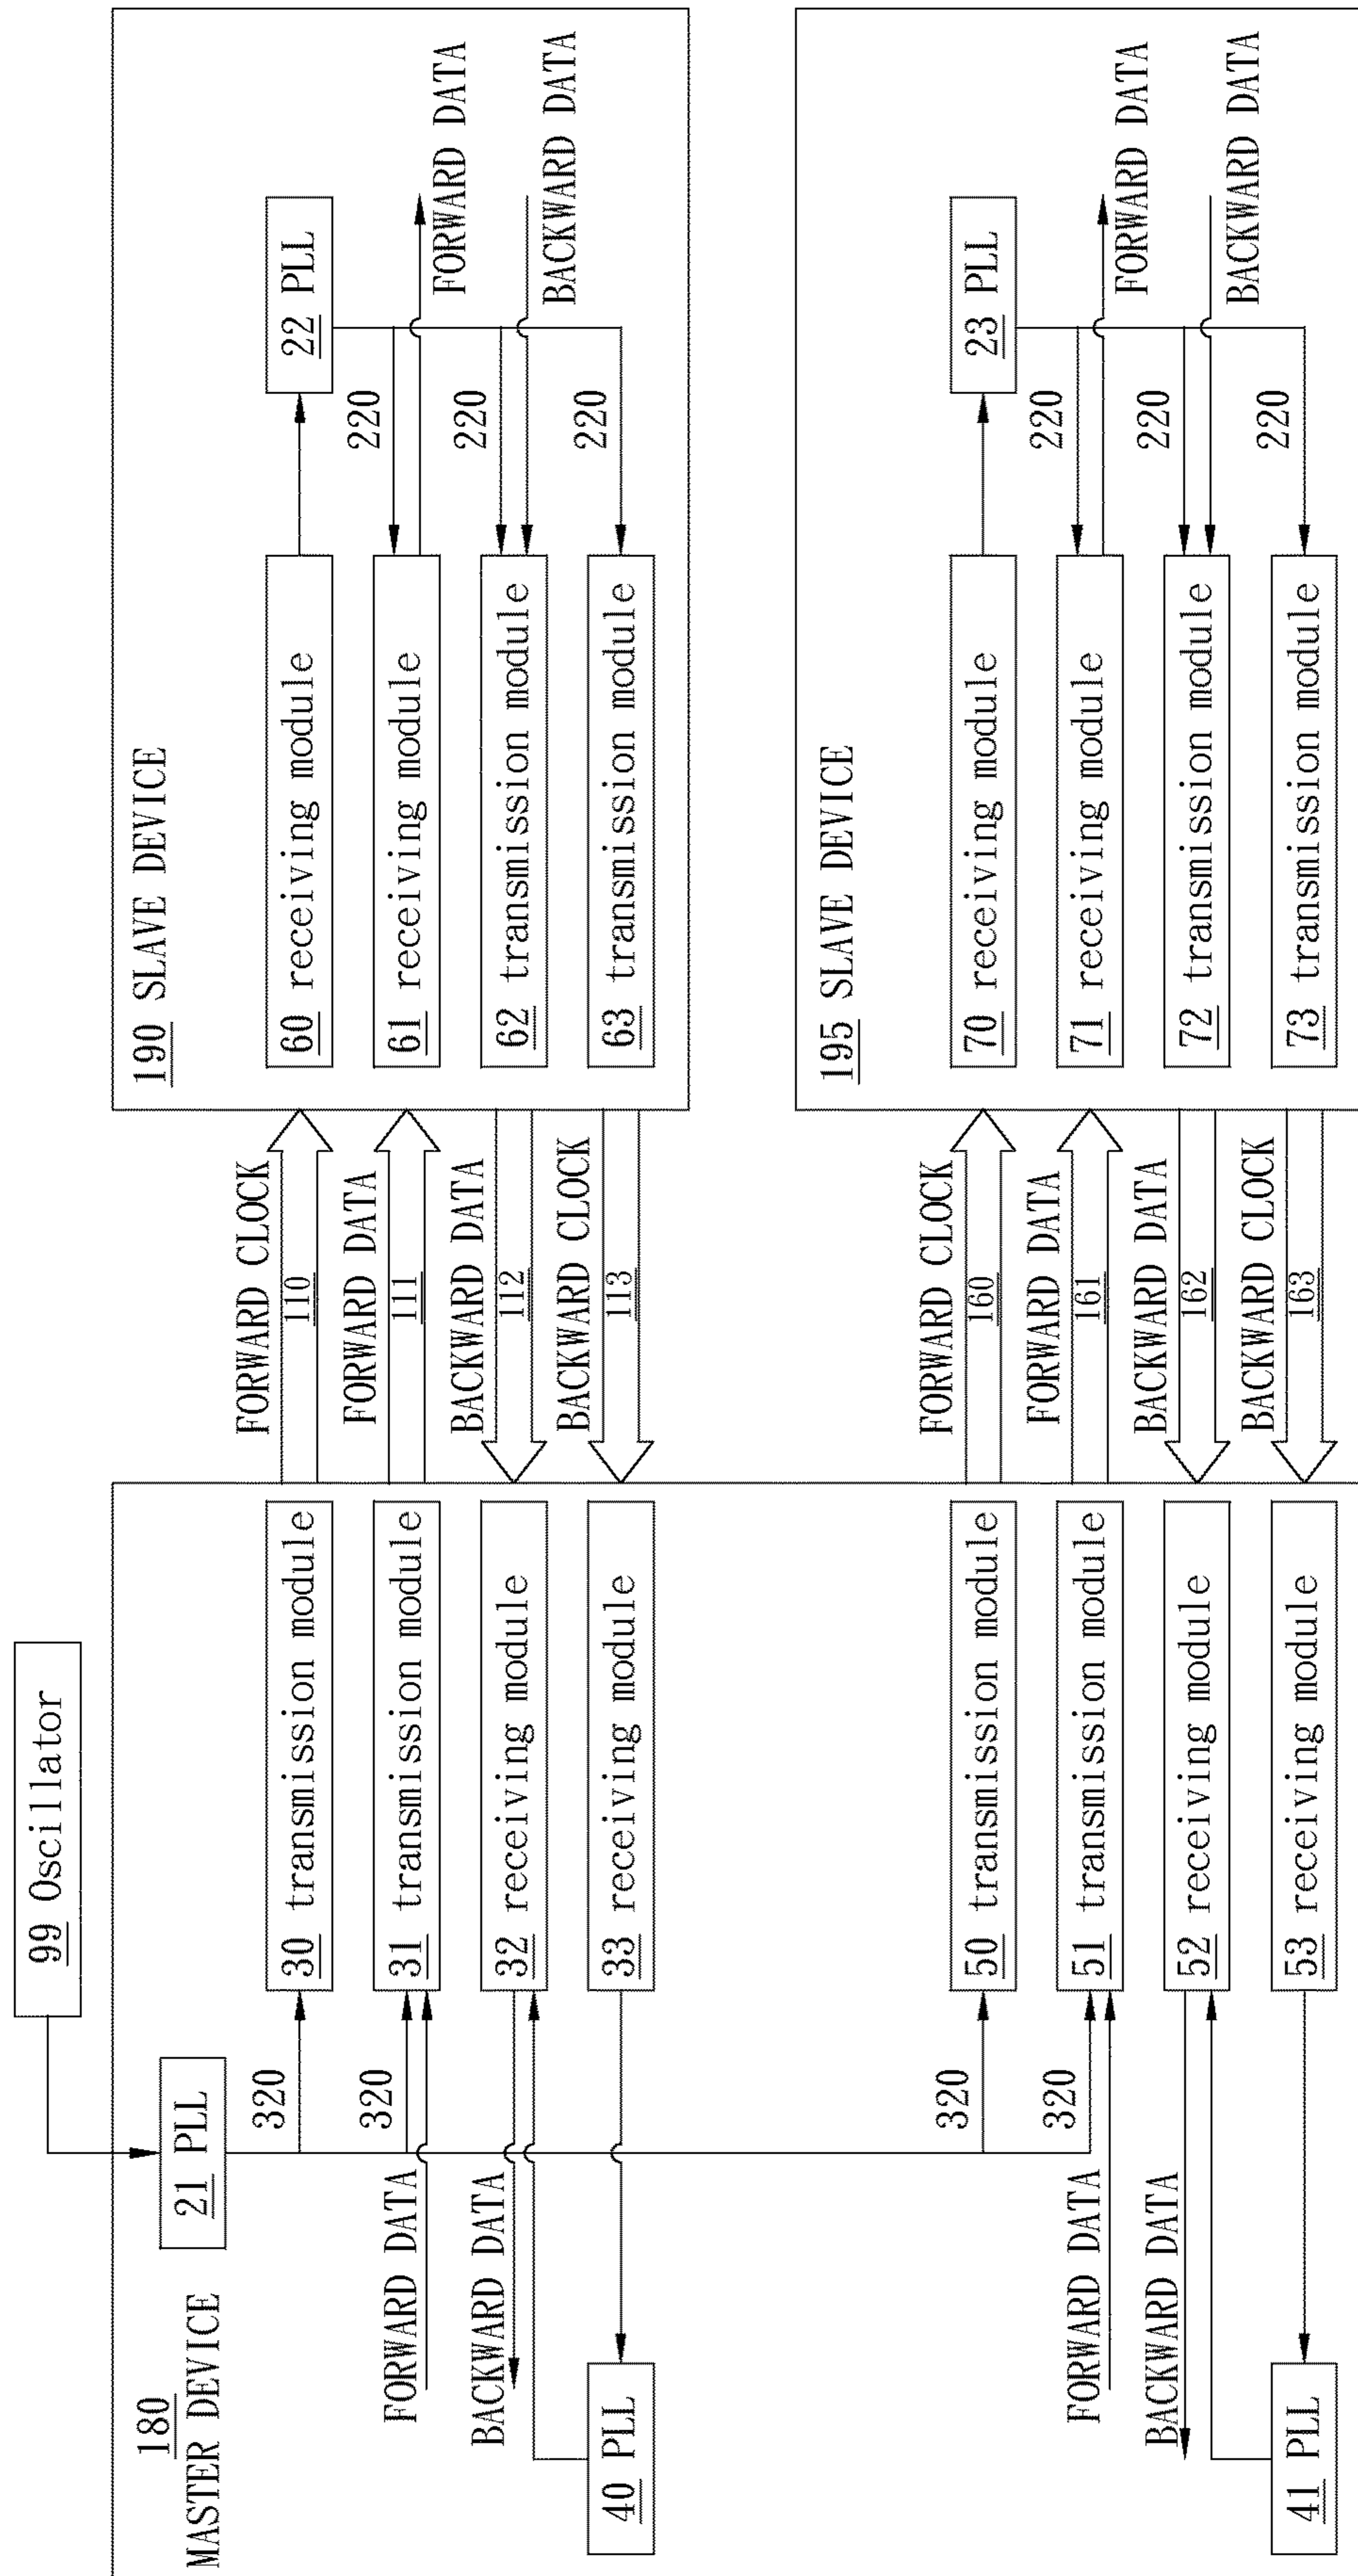 99 Oscillator
180
MASTER DEVICE
21 PLL
320
30 transmission module
FORWARD CLOCK
110
190 SLAVE DEVICE
60 receiving module
22 PLL
320
FORWARD DATA
31 transmission module
FORWARD DATA
111
61 receiving module
220
FORWARD DATA
BACKWARD DATA
32 receiving module
BACKWARD DATA
112
62 transmission module
220
BACKWARD DATA
40 PLL
33 receiving module
BACKWARD CLOCK
113
63 transmission module
220
320
50 transmission module
FORWARD CLOCK
160
195 SLAVE DEVICE
70 receiving module
23 PLL
320
FORWARD DATA
51 transmission module
FORWARD DATA
161
71 receiving module
220
FORWARD DATA
BACKWARD DATA
52 receiving module
BACKWARD DATA
162
72 transmission module
220
BACKWARD DATA
41 PLL
53 receiving module
BACKWARD CLOCK
163
73 transmission module
220